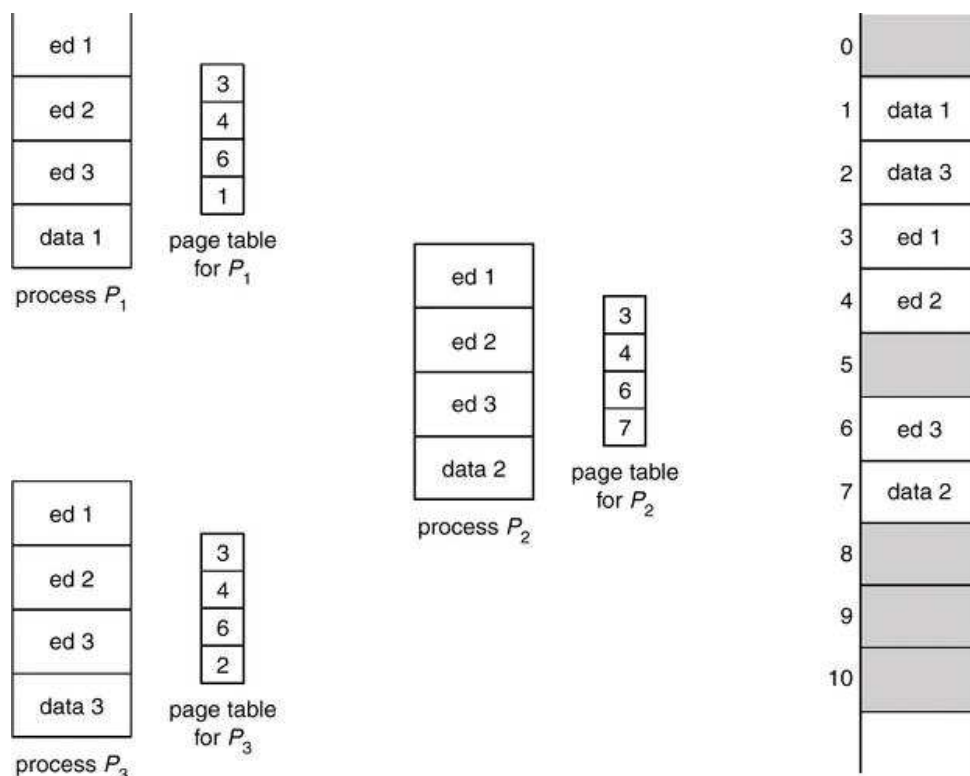 ed 1
ed 2
ed 3
data 1
process P1
3
4
6
1
page table
for P1
ed 1
ed 2
ed 3
data 2
process P2
3
4
6
7
page table
for P2
ed 1
ed 2
ed 3
data 3
process P3
3
4
6
2
page table
for P3
0
1 data 1
2 data 3
3 ed 1
4 ed 2
5
6 ed 3
7 data 2
8
9
10